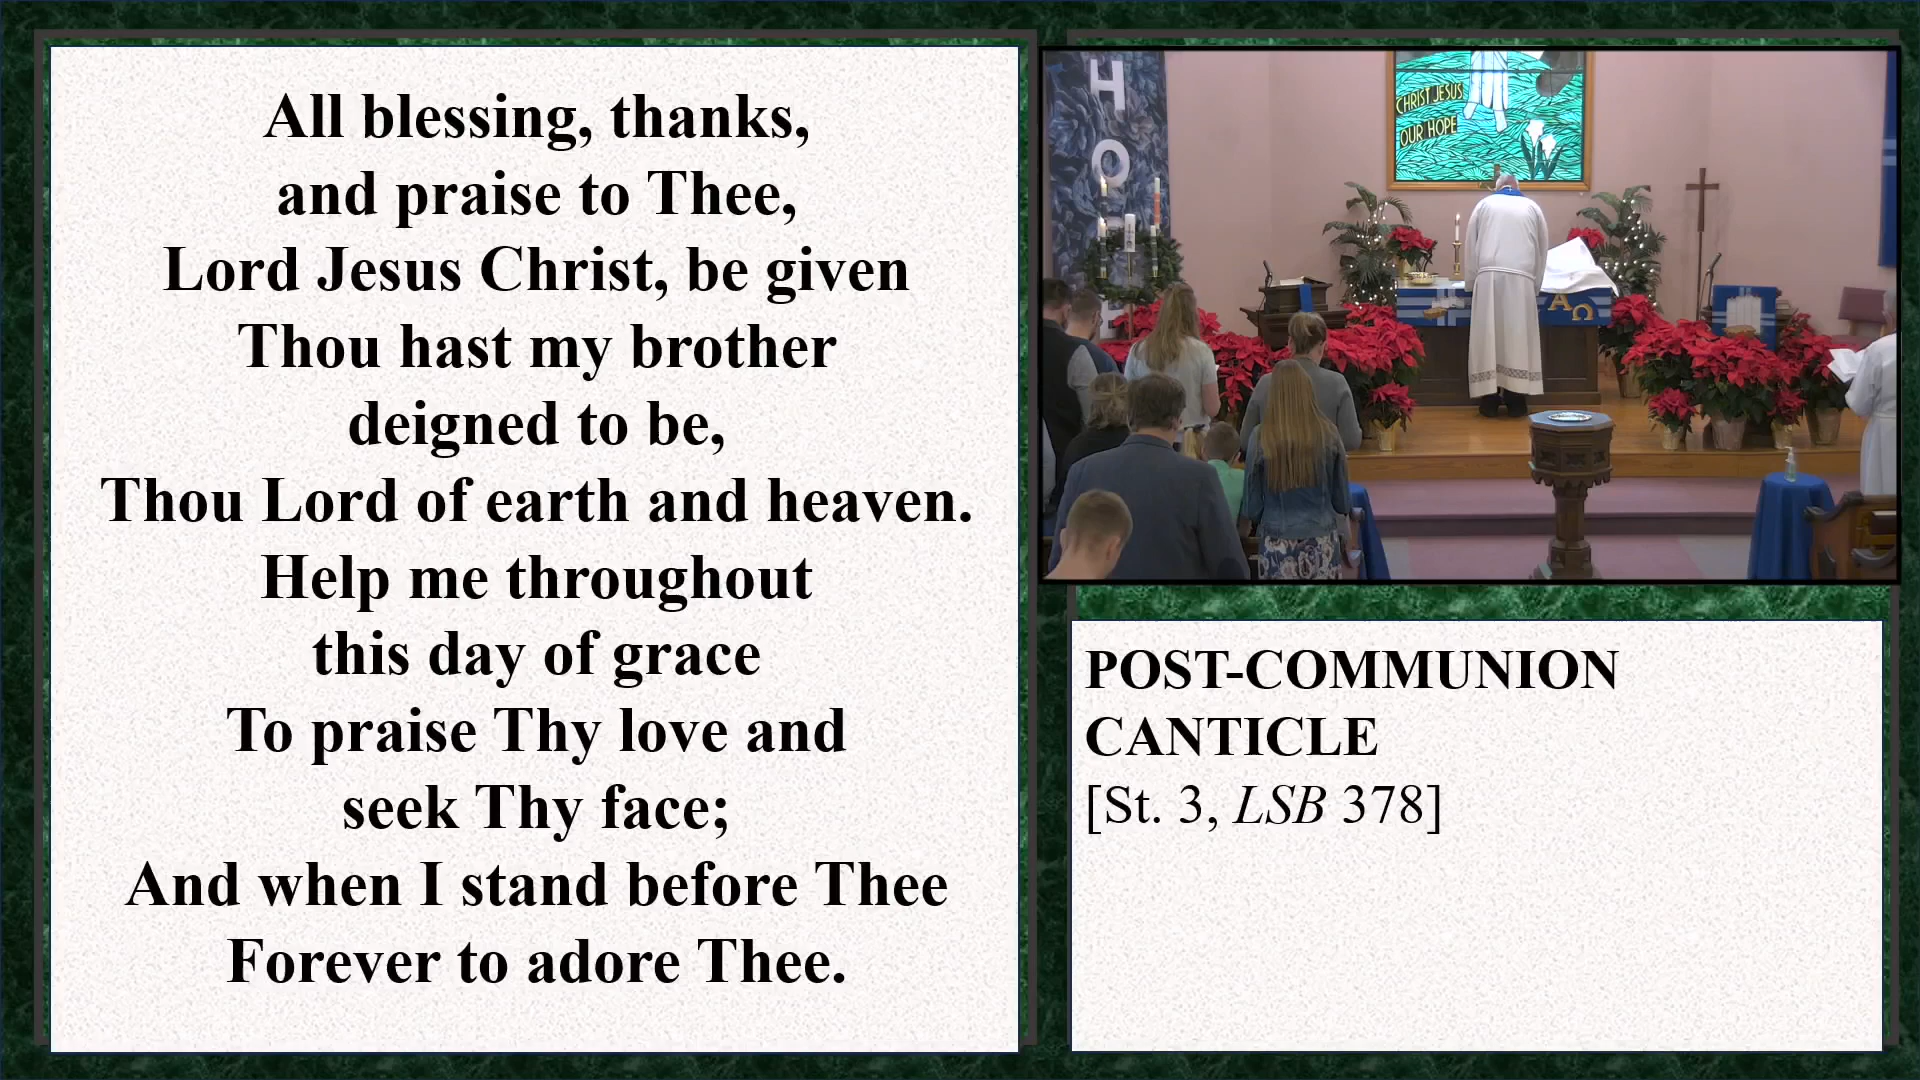 All blessing, thanks,
and praise to Thee,
Lord Jesus Christ, be given
Thou hast my brother
deigned to be,
Thou Lord of earth and heaven.
Help me throughout
this day of grace
To praise Thy love and
seek Thy face;
And when I stand before Thee
Forever to adore Thee.
HO
CHRIST JESUS
OUR HOPE
ΑΩ
POST-COMMUNION
CANTICLE
[St. 3, LSB 378]